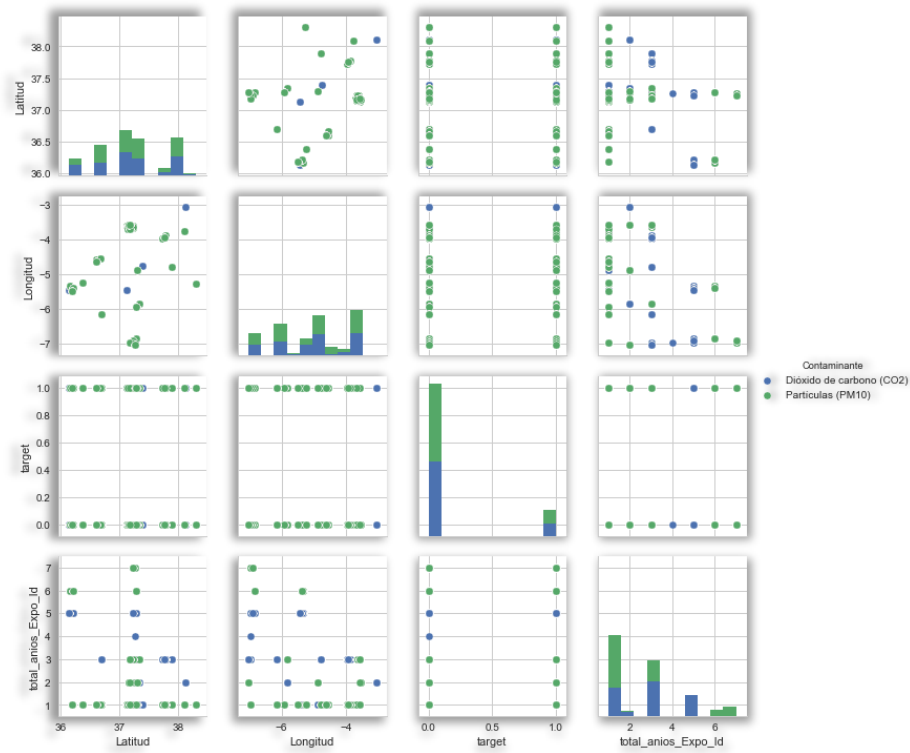 38.0
37.5
37.0
36.5
36.0
Latitud
-3
-4
-5
-6
-7
Longitud
1.0
0.8
0.6
0.4
0.2
0.0
target
7
6
5
4
3
2
1
total_anios_Expo_Id
36 37 38
Latitud
-6 -4
Longitud
0.0 0.5 1.0
target
2 4 6
total_anios_Expo_Id
Contaminante
Dióxido de carbono (CO2)
Partículas (PM10)